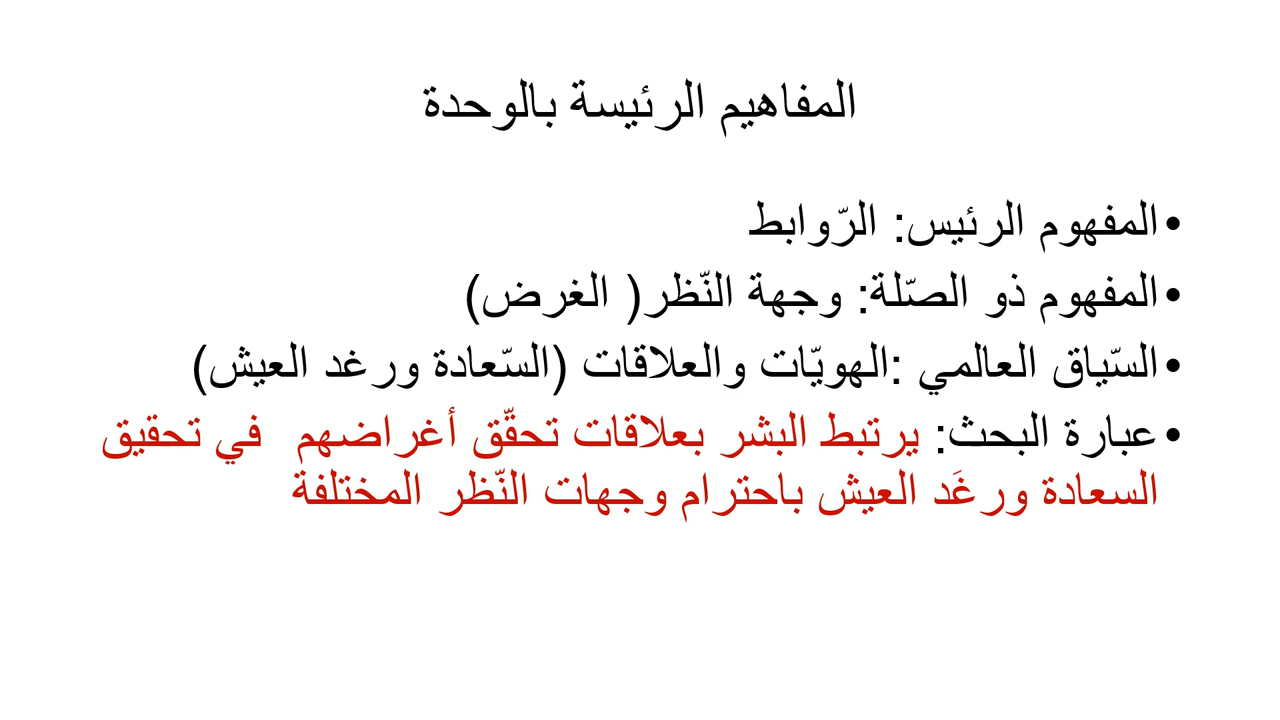 المفاهيم الرئيسة بالوحدة
•المفهوم الرئيس: الرّوابط
•المفهوم ذو الصّلة: وجهة النّظر( الغرض)
•السّياق العالمي :الهويّات والعلاقات (السّعادة ورغد العيش)
•عبارة البحث: يرتبط البشر بعلاقات تحقّق أغراضهم في تحقيق
السعادة ورغَد العيش باحترام وجهات النّظر المختلفة